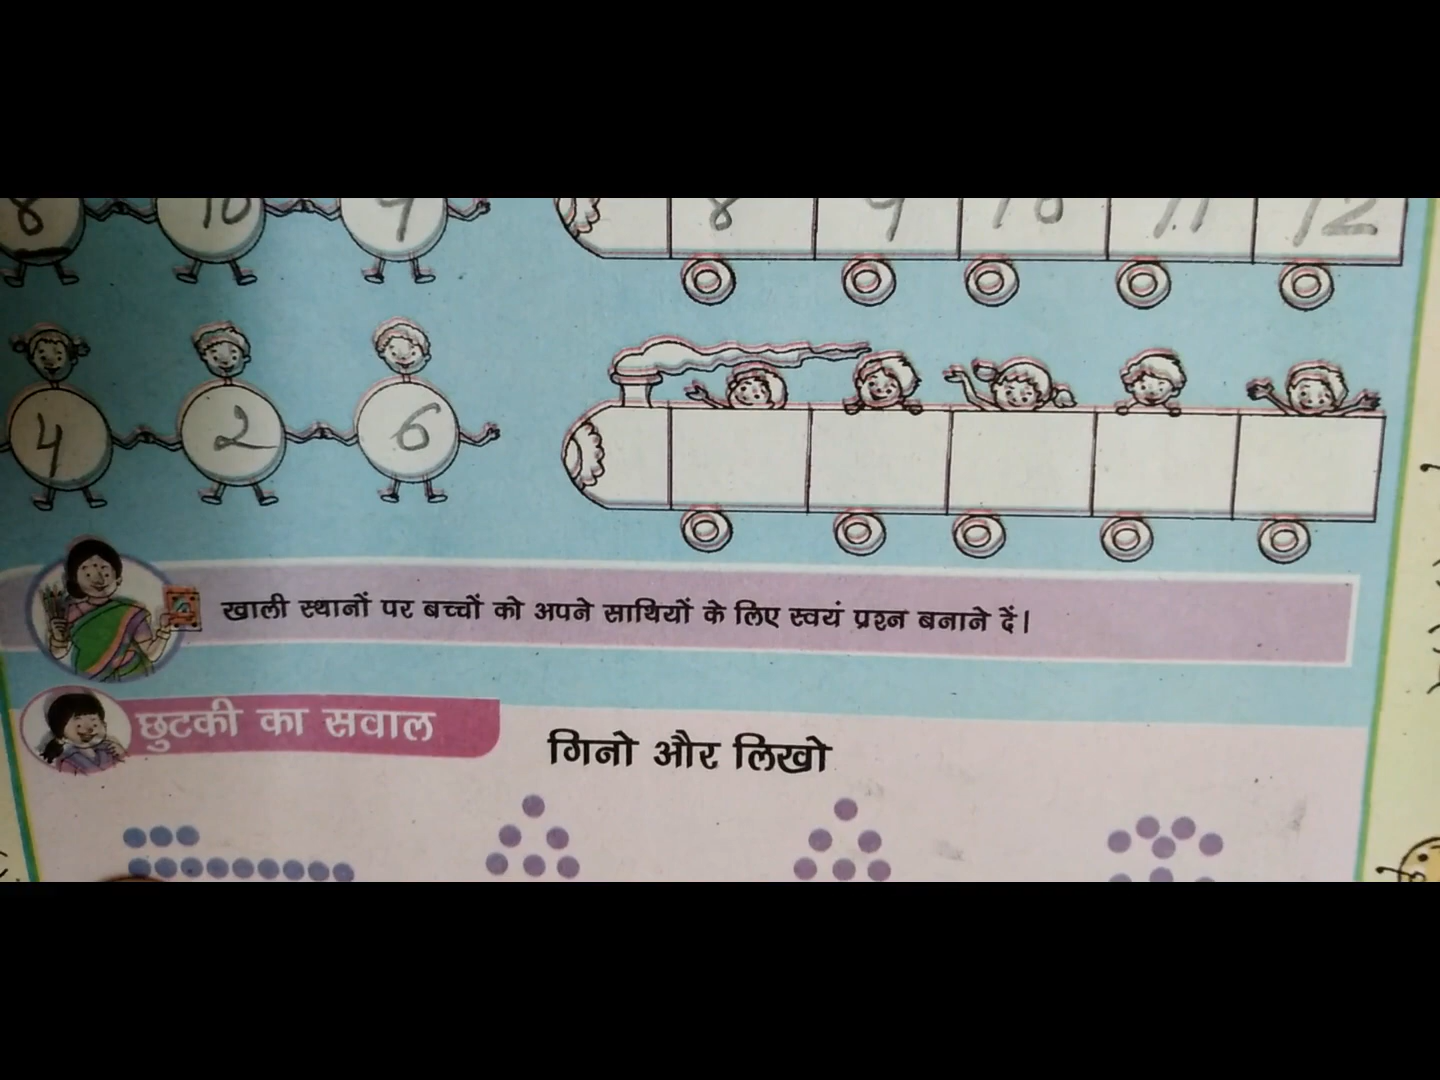 8 10 9 8 9 10 11 12
4 2 6
खाली स्थानों पर बच्चों को अपने साथियों के लिए स्वयं प्रश्न बनाने दें।
छुटकी का सवाल
गिनो और लिखो